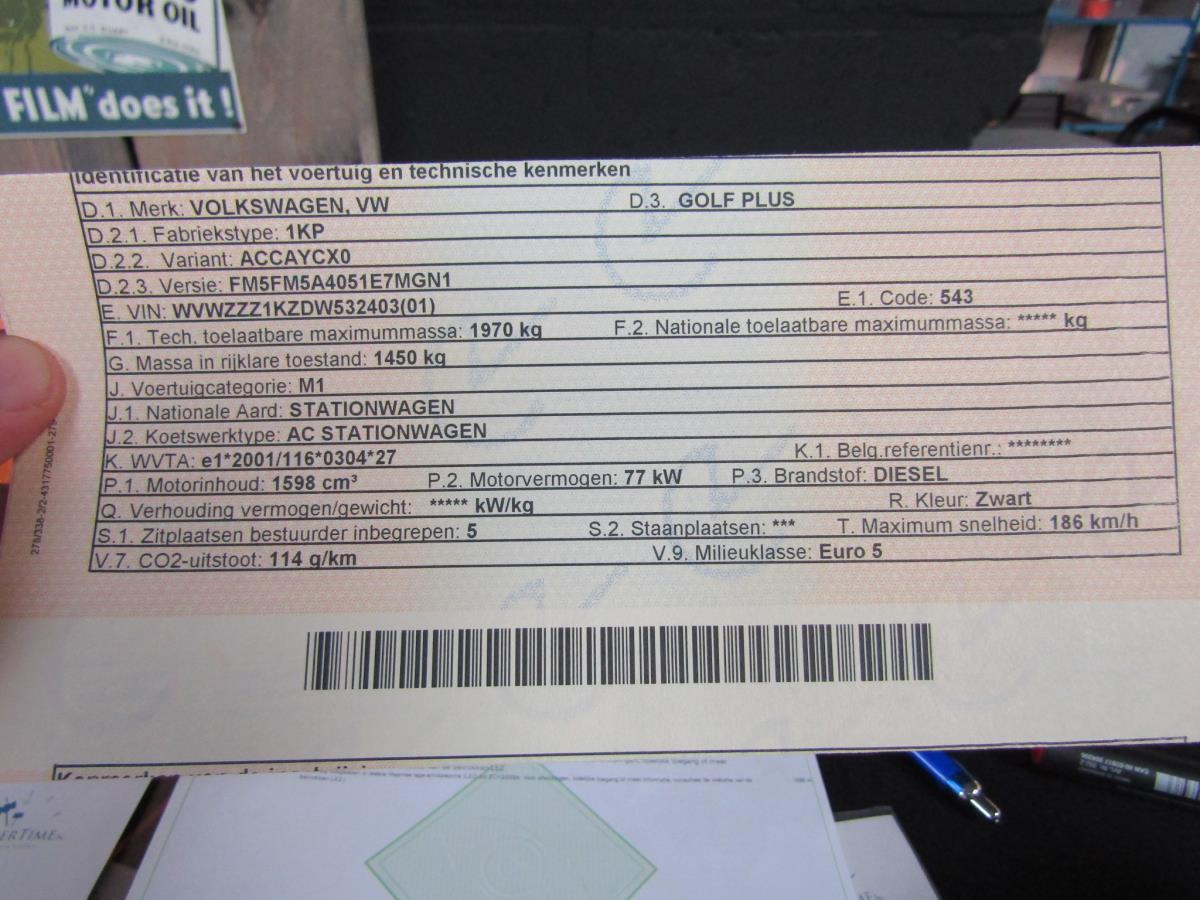 MOTOR OIL
FILM" does it!
Identificatie van het voertuig en technische kenmerken
D.1. Merk: VOLKSWAGEN, VW D.3. GOLF PLUS
D.2.1. Fabriekstype: 1KP
D.2.2. Variant: ACCAYCX0
D.2.3. Versie: FM5FM5A4051E7MGN1
E. VIN: WVWZZZ1KZDW532403(01) E.1. Code: 543
F.1. Tech. toelaatbare maximummassa: 1970 kg F.2. Nationale toelaatbare maximummassa: ***** kg
G. Massa in rijklare toestand: 1450 kg
J. Voertuigcategorie: M1
J.1. Nationale Aard: STATIONWAGEN
J.2. Koetswerktype: AC STATIONWAGEN
K. WVTA: e1*2001/116*0304*27 K.1. Belg.referentienr.: ********
P.1. Motorinhoud: 1598 cm³ P.2. Motorvermogen: 77 kW P.3. Brandstof: DIESEL
Q. Verhouding vermogen/gewicht: ***** kW/kg R. Kleur: Zwart
S.1. Zitplaatsen bestuurder inbegrepen: 5 S.2. Staanplaatsen: *** T. Maximum snelheid: 186 km/h
V.7. CO2-uitstoot: 114 g/km V.9. Milieuklasse: Euro 5